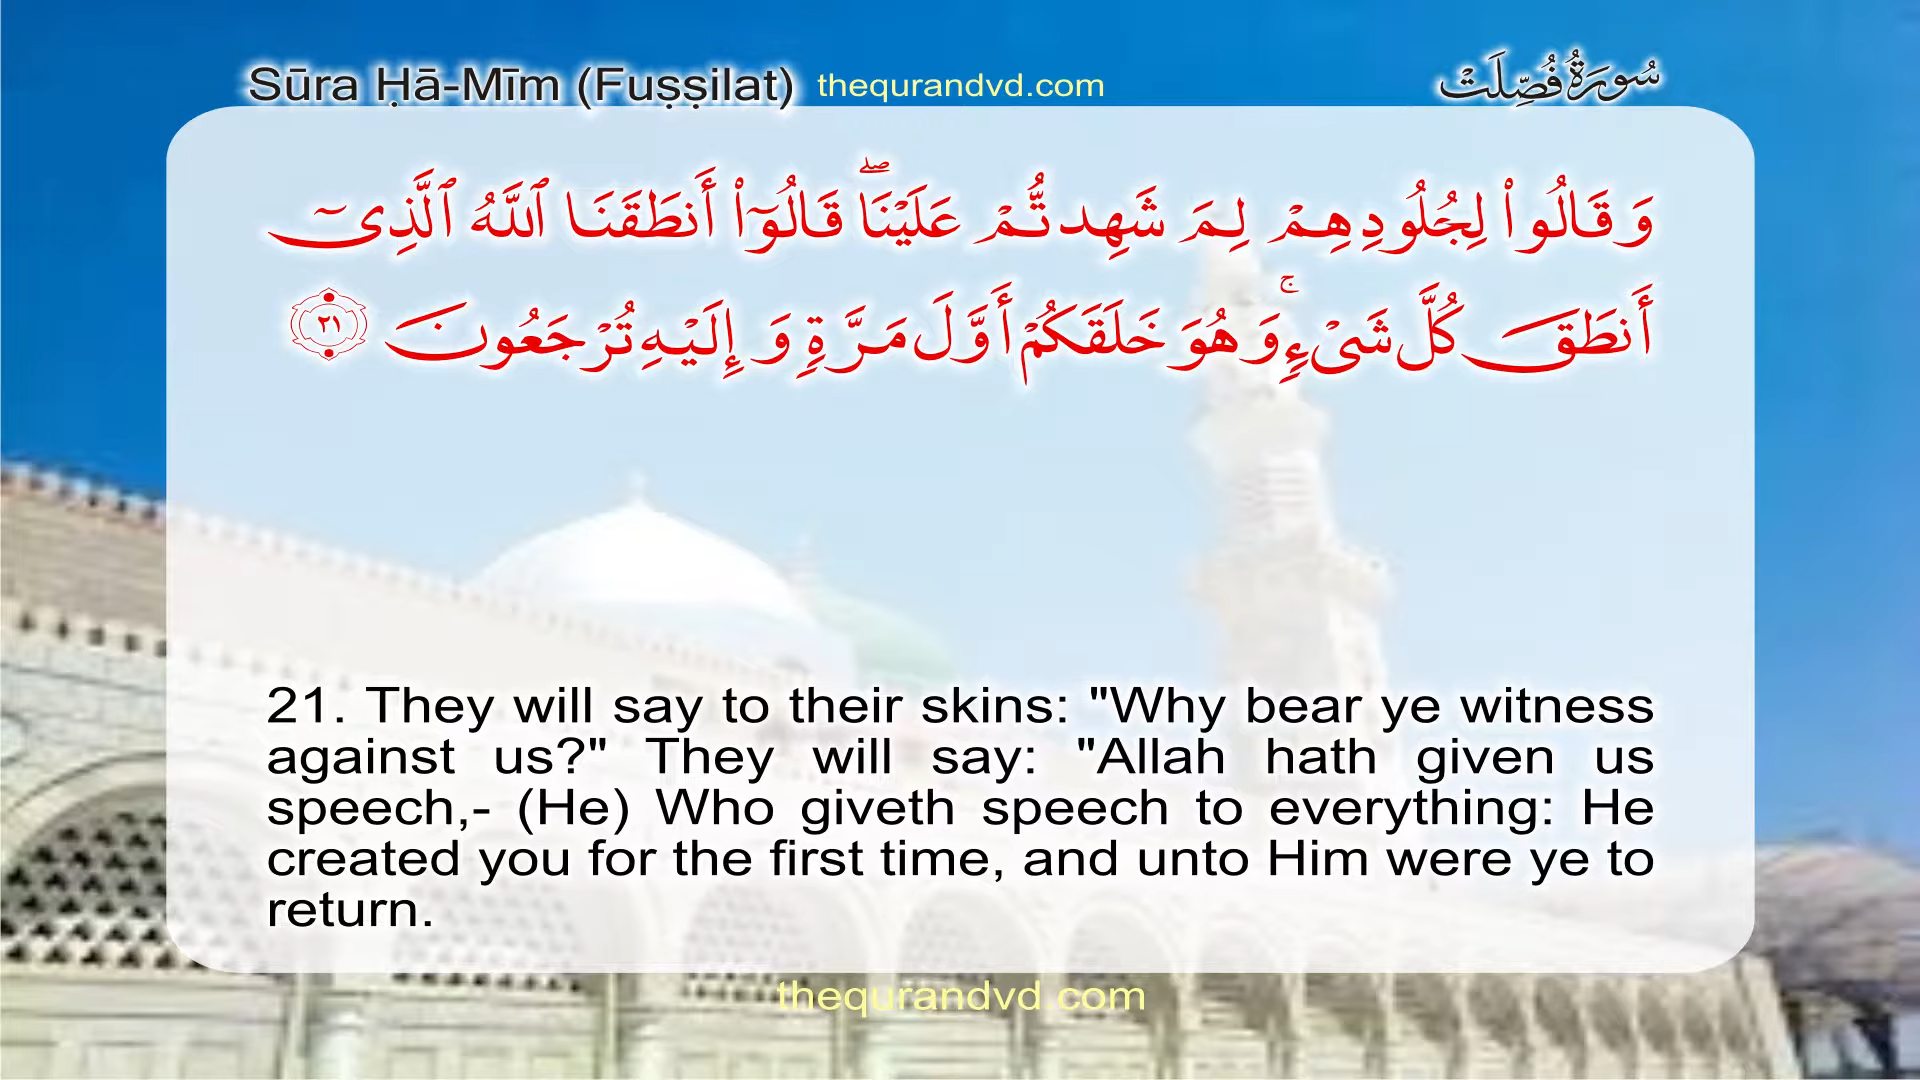 Sūra Ḥā-Mīm (Fuṣṣilat) thequrandvd.com سُورَةُ فُصِّلَتْ
وَقَالُوا۟ لِجُلُودِهِمْ لِمَ شَهِدتُّمْ عَلَيْنَا ۖ قَالُوٓا۟ أَنطَقَنَا ٱللَّهُ ٱلَّذِىٓ
أَنطَقَ كُلَّ شَىْءٍ ۚ وَهُوَ خَلَقَكُمْ أَوَّلَ مَرَّةٍ وَإِلَيْهِ تُرْجَعُونَ ٢١
21. They will say to their skins: "Why bear ye witness
against us?" They will say: "Allah hath given us
speech,- (He) Who giveth speech to everything: He
created you for the first time, and unto Him were ye to
return.
thequrandvd.com